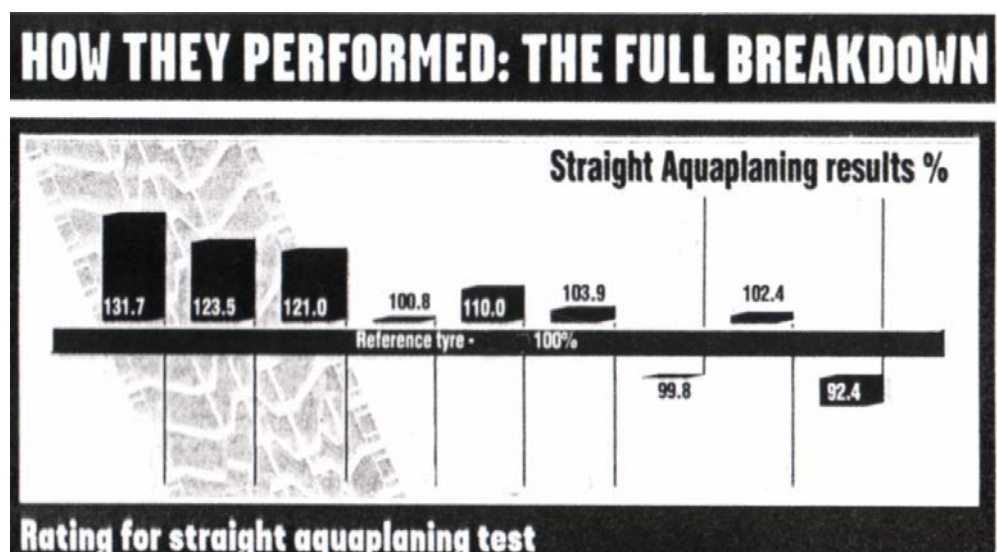 HOW THEY PERFORMED: THE FULL BREAKDOWN
Straight Aquaplaning results %
131.7 123.5 121.0 100.8 110.0 103.9 102.4
Reference tyre - 100%
99.8 92.4
Rating for straight aquaplaning test